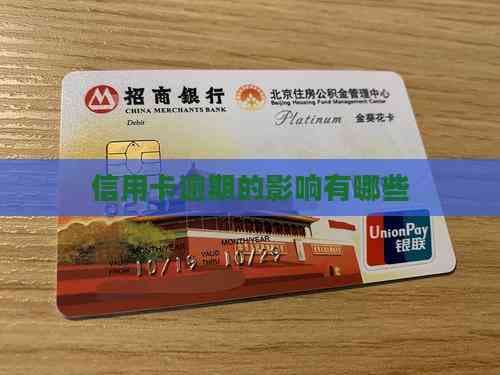 招商银行
CHINA MERCHANTS BANK
Debit
北京住房公积金管理中心
Beijing Housing Fund Management Center
Platinum 金葵花卡
信用卡逾期的影响有哪些
MONTH/YEAR MONTH/YEAR
VALID FROM 10/19 VALID THRU 10/29
UnionPay
银联